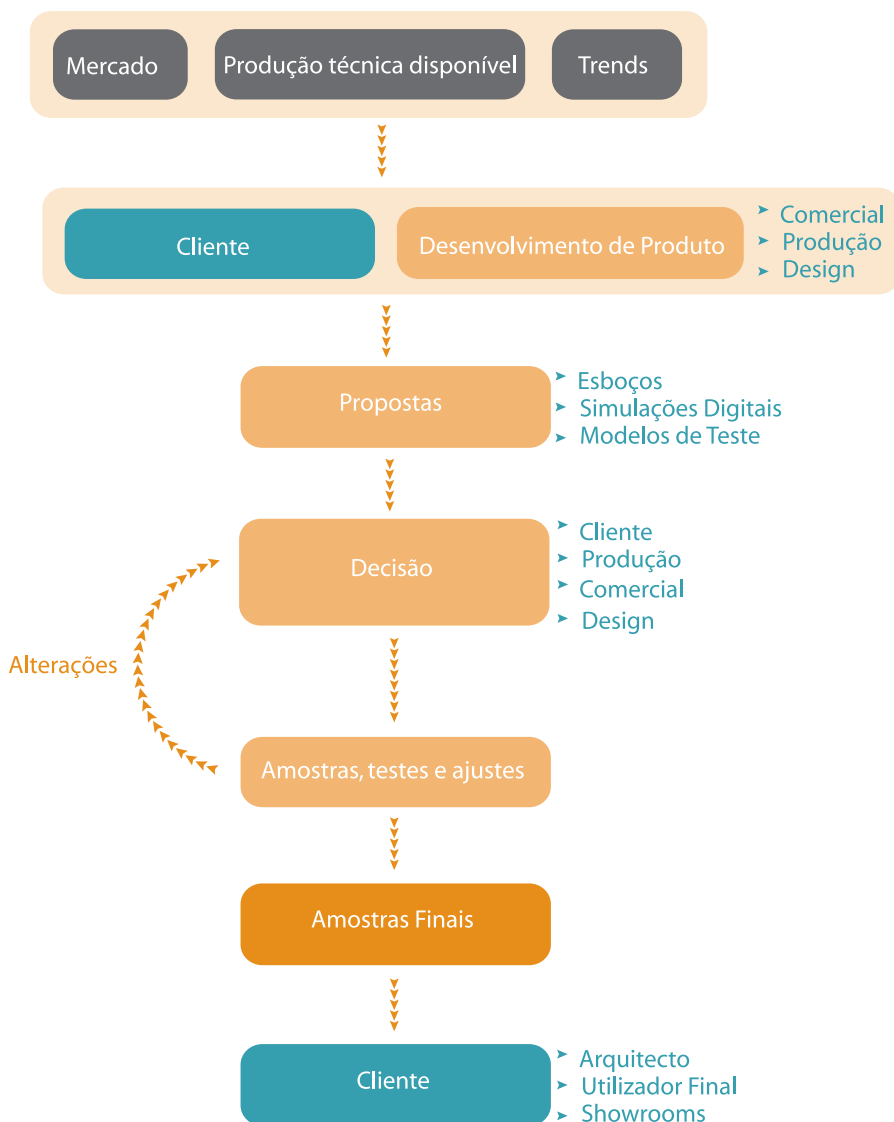 Mercado
Produção técnica disponível
Trends
Cliente
Desenvolvimento de Produto
Comercial
Produção
Design
Propostas
Esboços
Simulações Digitais
Modelos de Teste
Decisão
Cliente
Produção
Comercial
Design
Alterações
Amostras, testes e ajustes
Amostras Finais
Cliente
Arquitecto
Utilizador Final
Showrooms